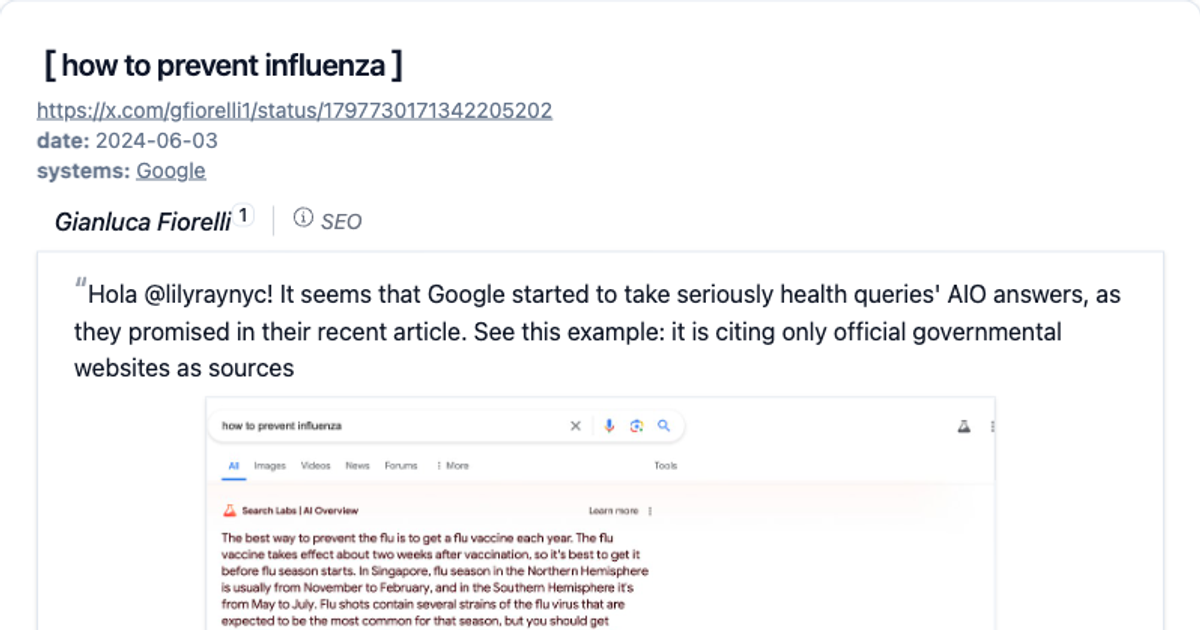 [ how to prevent influenza ]
https://x.com/gfiorelli1/status/1797730171342205202
date: 2024-06-03
systems: Google
Gianluca Fiorelli 1 SEO
"Hola @lilyraynyc! It seems that Google started to take seriously health queries' AIO answers, as
they promised in their recent article. See this example: it is citing only official governmental
websites as sources
how to prevent influenza
All Images Videos News Forums More Tools
Search Labs | AI Overview Learn more
The best way to prevent the flu is to get a flu vaccine each year. The flu
vaccine takes effect about two weeks after vaccination, so it's best to get it
before flu season starts. In Singapore, flu season in the Northern Hemisphere
is usually from November to February, and in the Southern Hemisphere it's
from May to July. Flu shots contain several strains of the flu virus that are
expected to be the most common for that season, but you should get